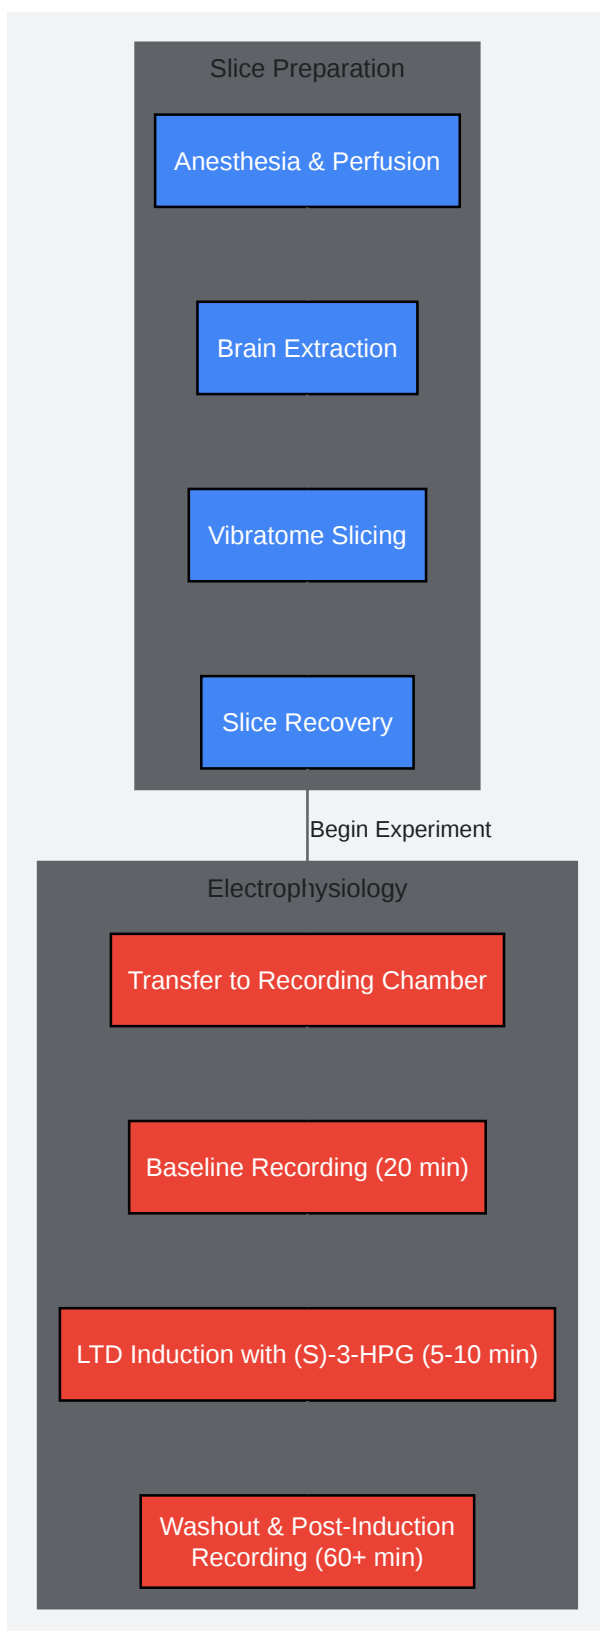 Slice Preparation
Anesthesia & Perfusion
Brain Extraction
Vibratome Slicing
Slice Recovery
Begin Experiment
Electrophysiology
Transfer to Recording Chamber
Baseline Recording (20 min)
LTD Induction with (S)-3-HPG (5-10 min)
Washout & Post-Induction
Recording (60+ min)